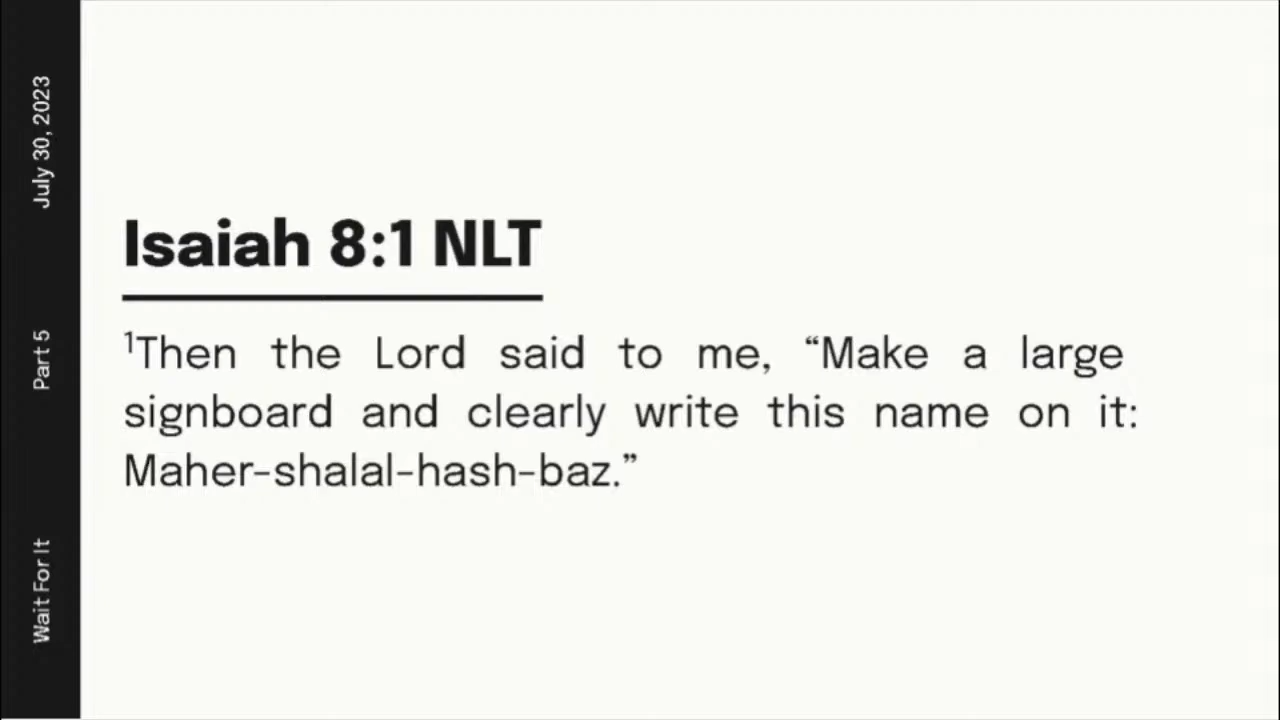 July 30, 2023
Part 5
Wait For It
Isaiah 8:1 NLT
¹Then the Lord said to me, “Make a large
signboard and clearly write this name on it:
Maher-shalal-hash-baz.”